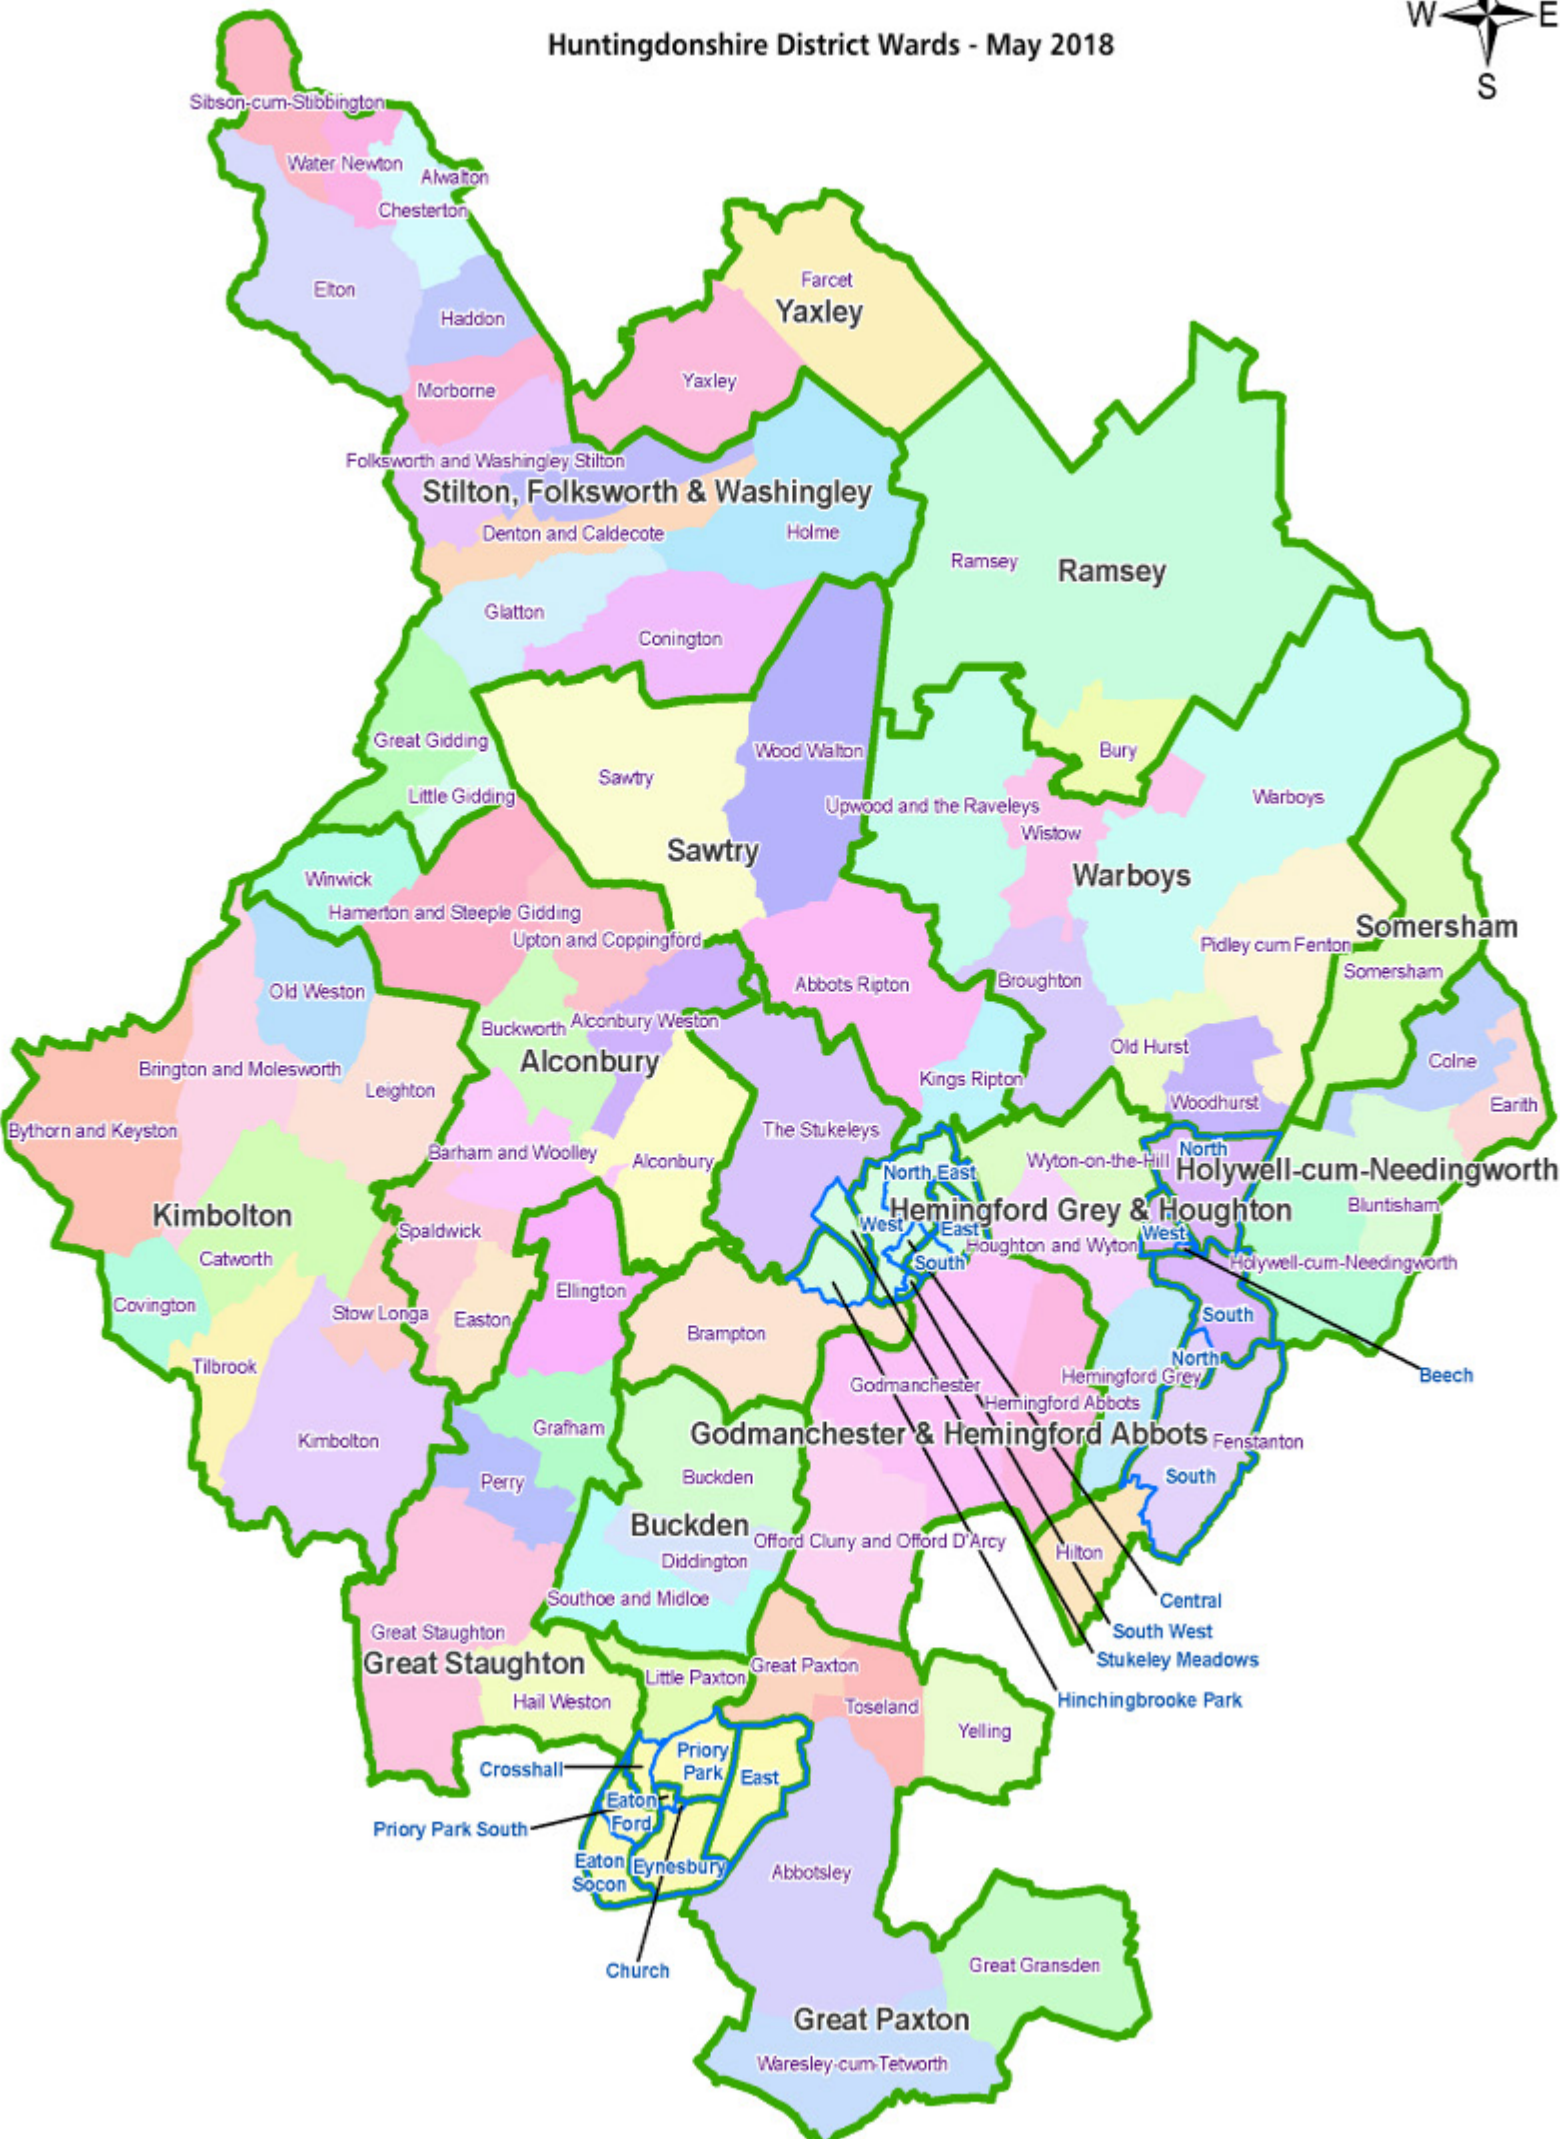 Huntingdonshire District Wards - May 2018
W E
S
Sibson-cum-Stibbington
Water Newton
Alwalton
Chesterton
Elton
Haddon
Morborne
Farcet
Yaxley
Yaxley
Folksworth and Washingley Stilton
Stilton, Folksworth & Washingley
Denton and Caldecote
Holme
Ramsey
Ramsey
Glatton
Conington
Great Gidding
Little Gidding
Sawtry
Wood Walton
Sawtry
Bury
Upwood and the Raveleys
Wistow
Warboys
Warboys
Winwick
Hamerton and Steeple Gidding
Upton and Coppingford
Somersham
Pidley cum Fenton
Somersham
Old Weston
Abbots Ripton
Broughton
Buckworth
Alconbury Weston
Alconbury
Old Hurst
Colne
Brington and Molesworth
Leighton
Kings Ripton
Woodhurst
Earith
Bythorn and Keyston
The Stukeleys
Barham and Woolley
Alconbury
North
Wyton-on-the-Hill
Holywell-cum-Needingworth
North East
Bluntisham
Kimbolton
Hemingford Grey & Houghton
Spaldwick
West
East
West
Houghton and Wyton
Catworth
South
Holywell-cum-Needingworth
Ellington
Covington
Stow Longa
Easton
South
Brampton
Tilbrook
North
Beech
Hemingford Grey
Godmanchester
Hemingford Abbots
Grafham
Godmanchester & Hemingford Abbots
Fenstanton
Kimbolton
Perry
Buckden
South
Buckden
Offord Cluny and Offord D'Arcy
Hilton
Diddington
Southoe and Midloe
Central
Great Staughton
South West
Great Staughton
Stukeley Meadows
Great Paxton
Little Paxton
Hail Weston
Hinchingbrooke Park
Toseland
Yelling
Priory
Park
Crosshall
East
Eaton
Ford
Priory Park South
Eaton
Socon
Eynesbury
Abbotsley
Church
Great Gransden
Great Paxton
Waresley-cum-Tetworth